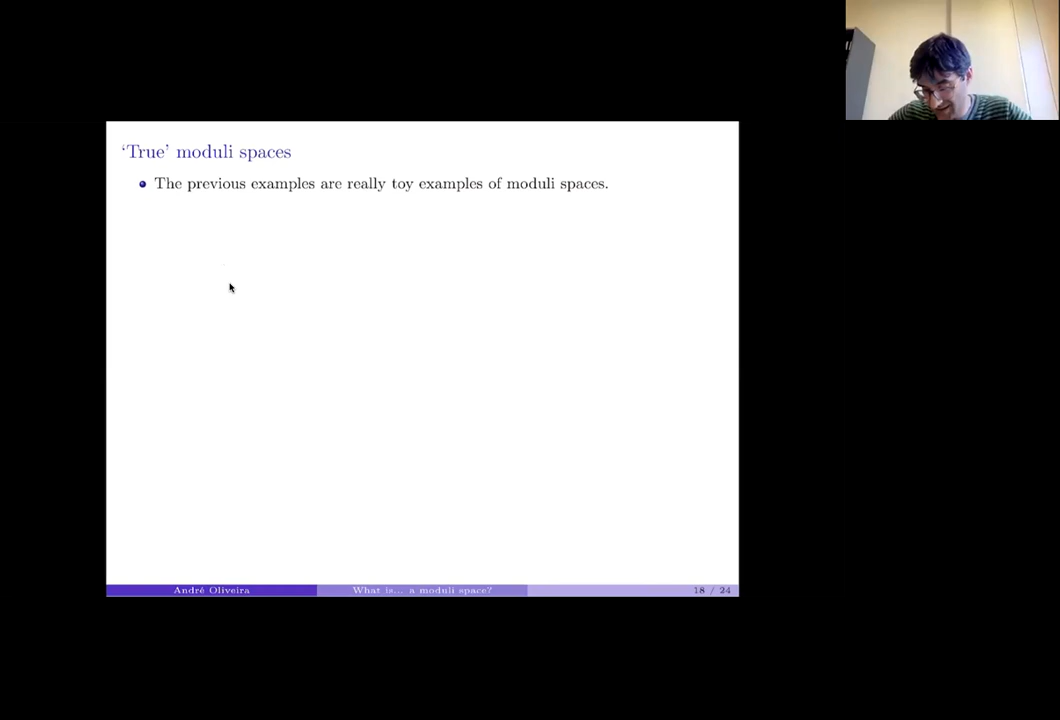 ‘True’ moduli spaces
The previous examples are really toy examples of moduli spaces.
André Oliveira
What is... a moduli space?
18 / 24